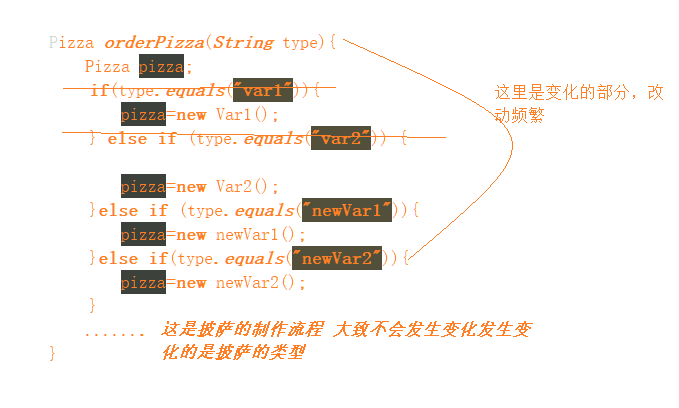 Pizza orderPizza(String type){
Pizza pizza;
if(type.equals("var1")){
pizza=new Var1();
} else if (type.equals("var2")) {
pizza=new Var2();
}else if (type.equals("newVar1")){
pizza=new newVar1();
}else if(type.equals("newVar2")){
pizza=new newVar2();
}
....... 这是披萨的制作流程 大致不会发生变化发生变
} 化的是披萨的类型
这里是变化的部分，改
动频繁